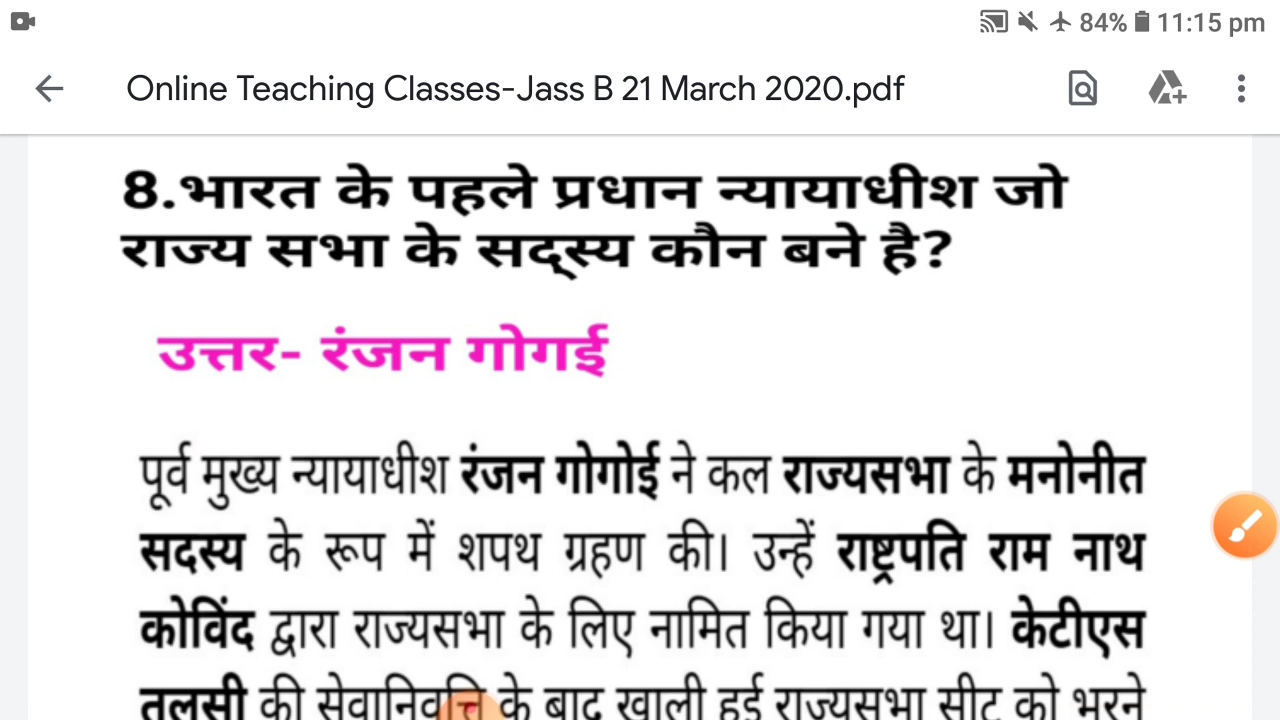 84% 11:15 pm
Online Teaching Classes-Jass B 21 March 2020.pdf
8.भारत के पहले प्रधान न्यायाधीश जो
राज्य सभा के सद्स्य कौन बने है?
उत्तर- रंजन गोगई
पूर्व मुख्य न्यायाधीश रंजन गोगोई ने कल राज्यसभा के मनोनीत
सदस्य के रूप में शपथ ग्रहण की। उन्हें राष्ट्रपति राम नाथ
कोविंद द्वारा राज्यसभा के लिए नामित किया गया था। केटीएस
तुलसी की सेवानिवृत्ति के बाद खाली हुई राज्यसभा सीट को भरने